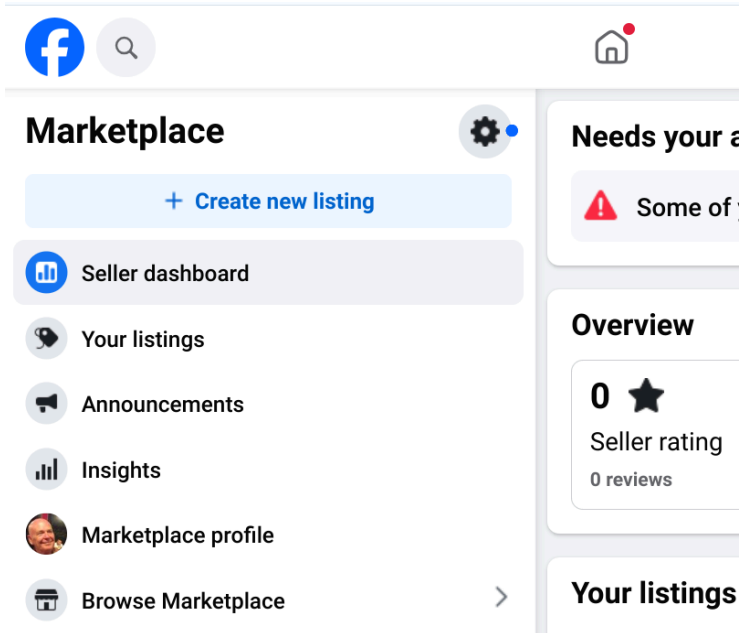 Marketplace
+ Create new listing
Seller dashboard
Your listings
Announcements
Insights
Marketplace profile
Browse Marketplace
Needs your a
Some of
Overview
0
Seller rating
0 reviews
Your listings